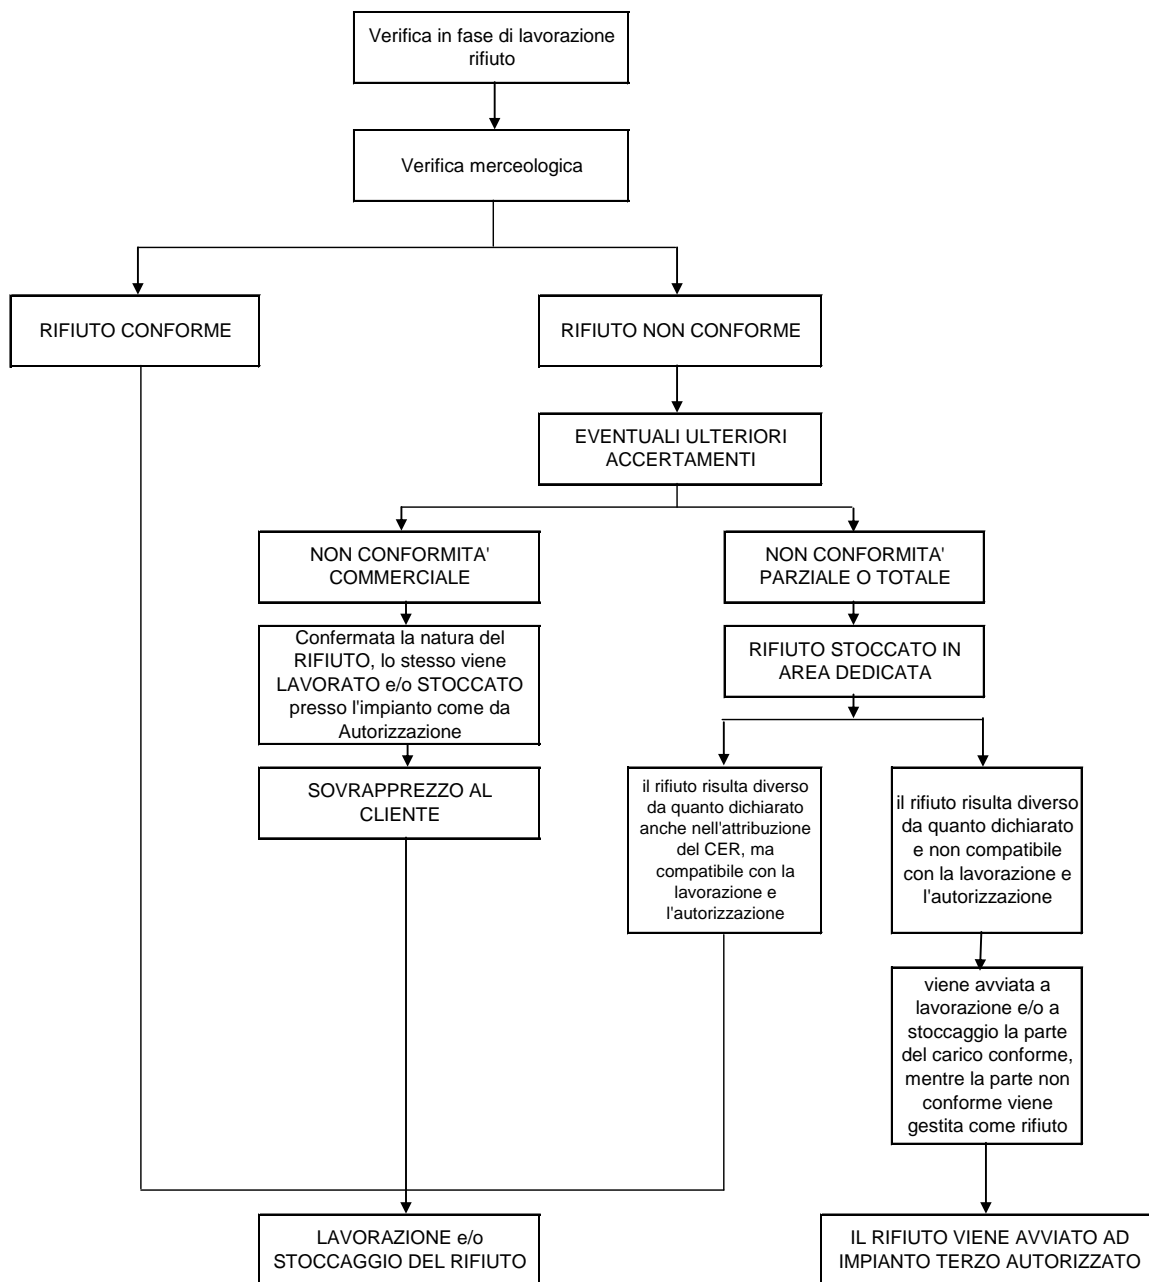 Verifica in fase di lavorazione
rifiuto
Verifica merceologica
RIFIUTO CONFORME
RIFIUTO NON CONFORME
EVENTUALI ULTERIORI
ACCERTAMENTI
NON CONFORMITA'
COMMERCIALE
NON CONFORMITA'
PARZIALE O TOTALE
Confermata la natura del
RIFIUTO, lo stesso viene
LAVORATO e/o STOCCATO
presso l'impianto come da
Autorizzazione
RIFIUTO STOCCATO IN
AREA DEDICATA
SOVRAPPREZZO AL
CLIENTE
il rifiuto risulta diverso
da quanto dichiarato
anche nell'attribuzione
del CER, ma
compatibile con la
lavorazione e
l'autorizzazione
il rifiuto risulta diverso
da quanto dichiarato
e non compatibile
con la lavorazione e
l'autorizzazione
viene avviata a
lavorazione e/o a
stoccaggio la parte
del carico conforme,
mentre la parte non
conforme viene
gestita come rifiuto
LAVORAZIONE e/o
STOCCAGGIO DEL RIFIUTO
IL RIFIUTO VIENE AVVIATO AD
IMPIANTO TERZO AUTORIZZATO